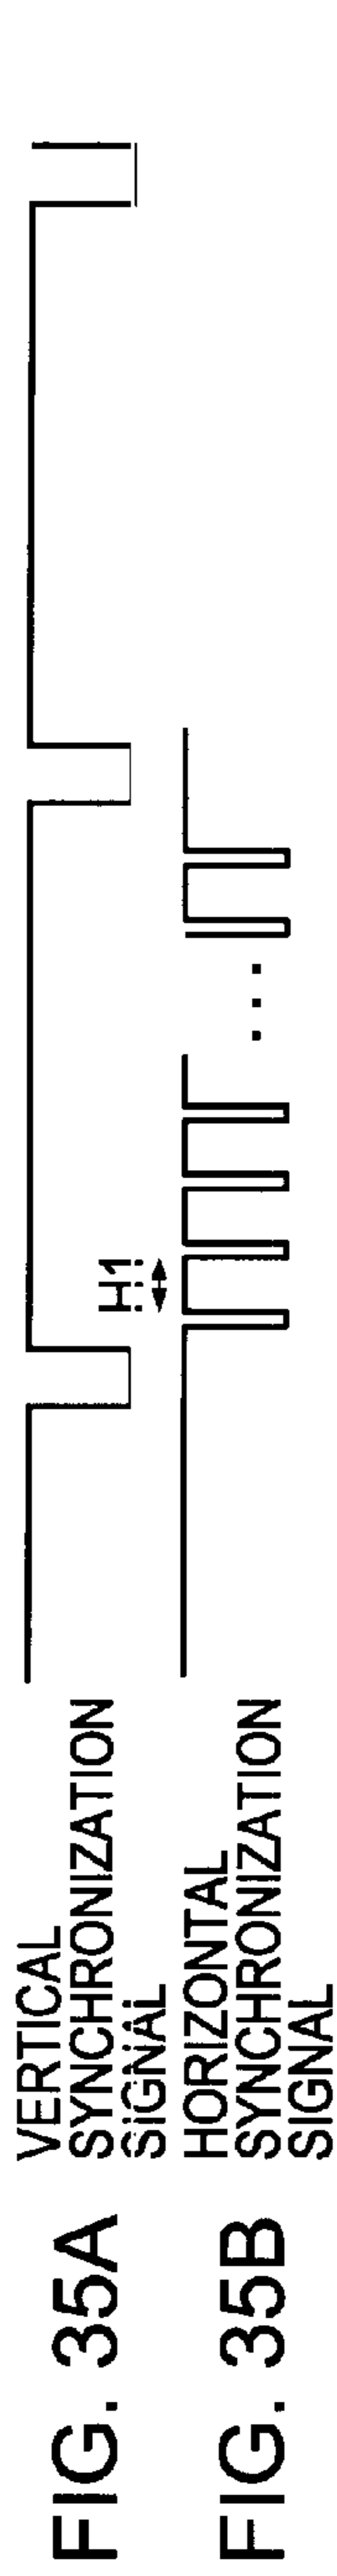 FIG. 35A
VERTICAL
SYNCHRONIZATION
SIGNAL
H1
FIG. 35B
HORIZONTAL
SYNCHRONIZATION
SIGNAL
. . .